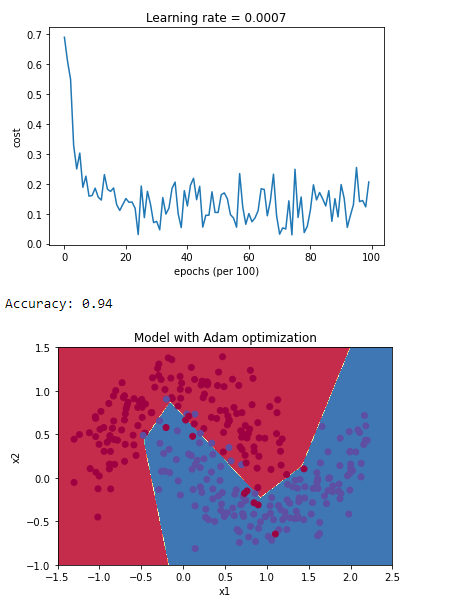 Learning rate = 0.0007
0.7
0.6
0.5
0.4
0.3
0.2
0.1
0.0
cost
0 20 40 60 80 100
epochs (per 100)
Accuracy: 0.94
Model with Adam optimization
1.5
1.0
0.5
0.0
−0.5
−1.0
x2
−1.5 −1.0 −0.5 0.0 0.5 1.0 1.5 2.0 2.5
x1